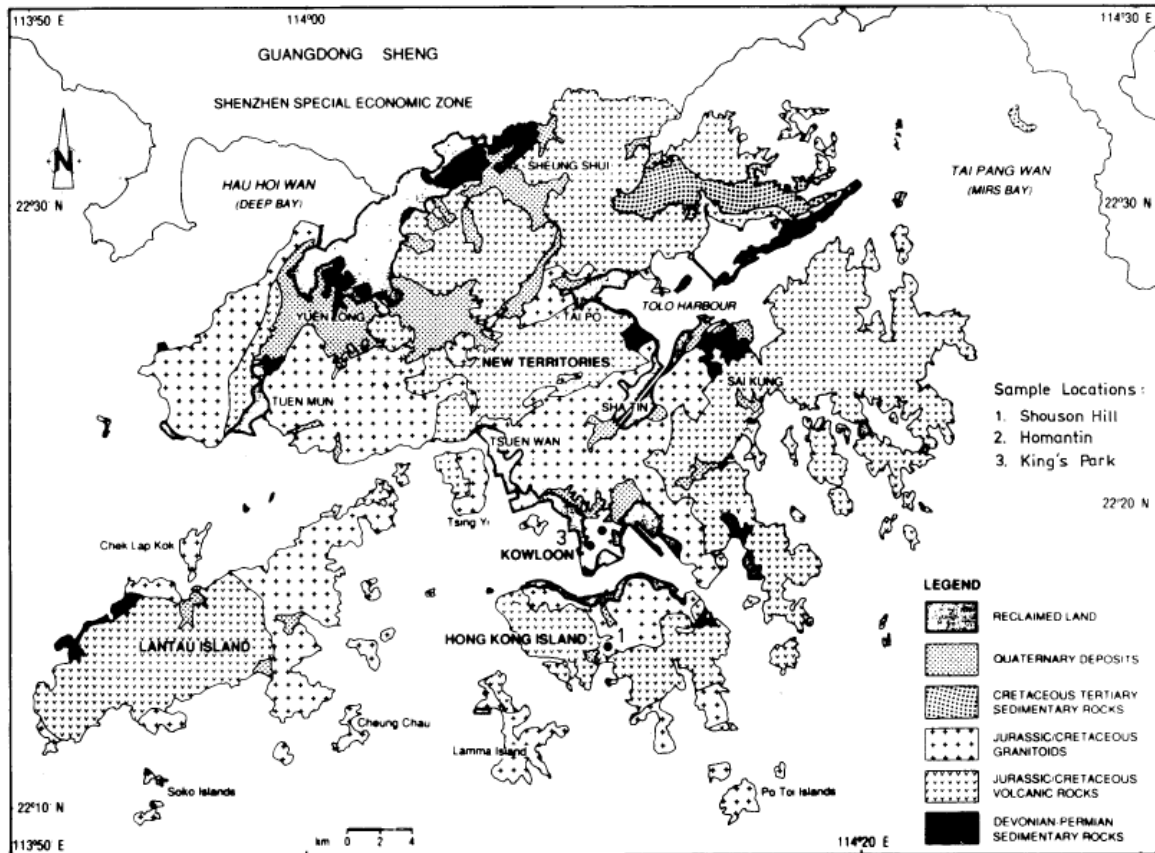 113°50 E
114°00
114°30 E
GUANGDONG SHENG
SHENZHEN SPECIAL ECONOMIC ZONE
N
HAU HOI WAN
(DEEP BAY)
SHEUNG SHUI
TAI PANG WAN
(MIRS BAY)
22°30 N
22°30 N
YUEN LONG
TAI PO
TOLO HARBOUR
NEW TERRITORIES
SAI KUNG
SHA TIN
TUEN MUN
TSUEN WAN
Sample Locations :
1. Shouson Hill
2. Homantin
3. King's Park
22°20 N
Tsing Yi
Chek Lap Kok
3
KOWLOON
LANTAU ISLAND
HONG KONG ISLAND
1
Cheung Chau
Lamma Island
Soko Islands
Po Toi Islands
LEGEND
RECLAIMED LAND
QUATERNARY DEPOSITS
CRETACEOUS TERTIARY
SEDIMENTARY ROCKS
JURASSIC/CRETACEOUS
GRANITOIDS
JURASSIC/CRETACEOUS
VOLCANIC ROCKS
DEVONIAN-PERMIAN
SEDIMENTARY ROCKS
22°10 N
km 0 2 4
113°50 E
114°20 E